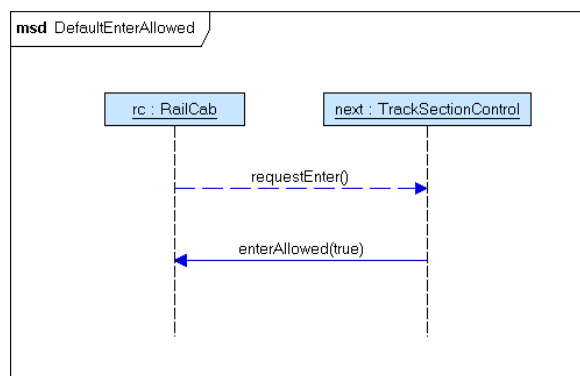 msd DefaultEnterAllowed
rc : RailCab
next : TrackSectionControl
requestEnter()
enterAllowed(true)